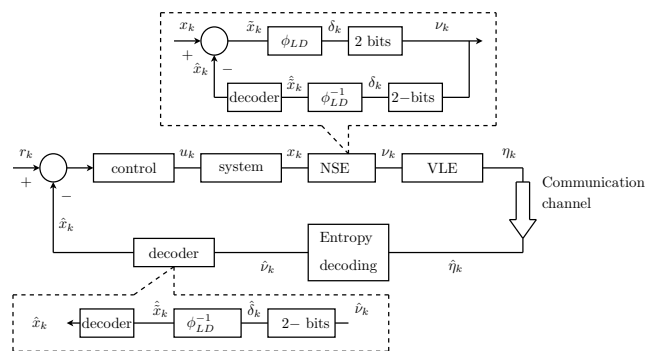 x_k
+
x̂_k
−
x̃_k
ϕ_LD
δ_k
2 bits
ν_k
decoder
x̃̂_k
ϕ_LD^{-1}
δ_k
2−bits
r_k
+
−
control
u_k
system
x_k
NSE
ν_k
VLE
η_k
Communication
channel
x̂_k
decoder
ν̂_k
Entropy
decoding
η̂_k
x̂_k
decoder
x̃̂_k
ϕ_LD^{-1}
δ̂_k
2− bits
ν̂_k